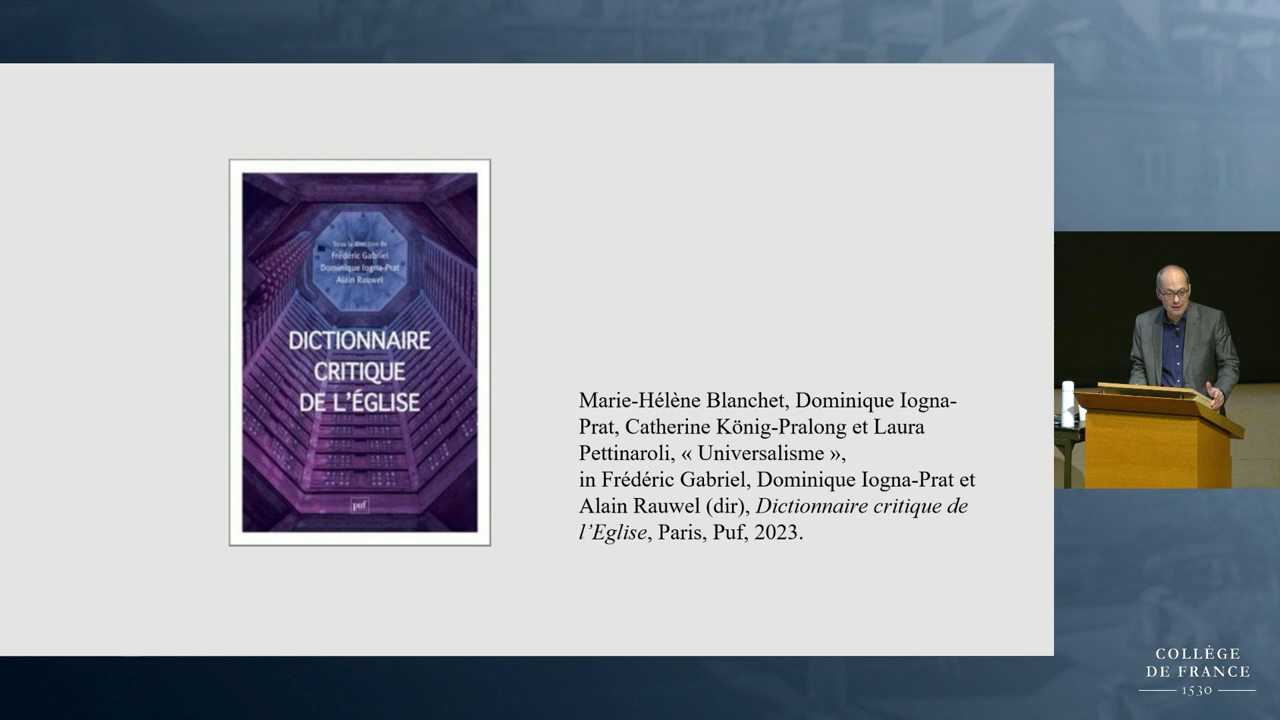 Sous la direction de
Frédéric Gabriel
Dominique Iogna-Prat
Alain Rauwel
DICTIONNAIRE
CRITIQUE
DE L'ÉGLISE
puf
Marie-Hélène Blanchet, Dominique Iogna-
Prat, Catherine König-Pralong et Laura
Pettinaroli, « Universalisme »,
in Frédéric Gabriel, Dominique Iogna-Prat et
Alain Rauwel (dir), Dictionnaire critique de
l'Eglise, Paris, Puf, 2023.
COLLÈGE
DE FRANCE
1530